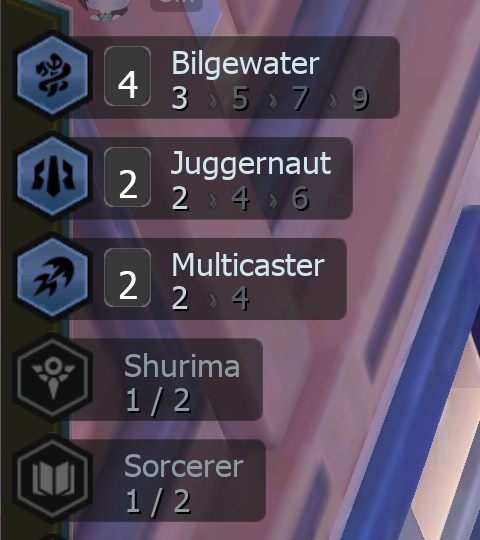 4 Bilgewater
3 › 5 › 7 › 9
2 Juggernaut
2 › 4 › 6
2 Multicaster
2 › 4
Shurima
1 / 2
Sorcerer
1 / 2